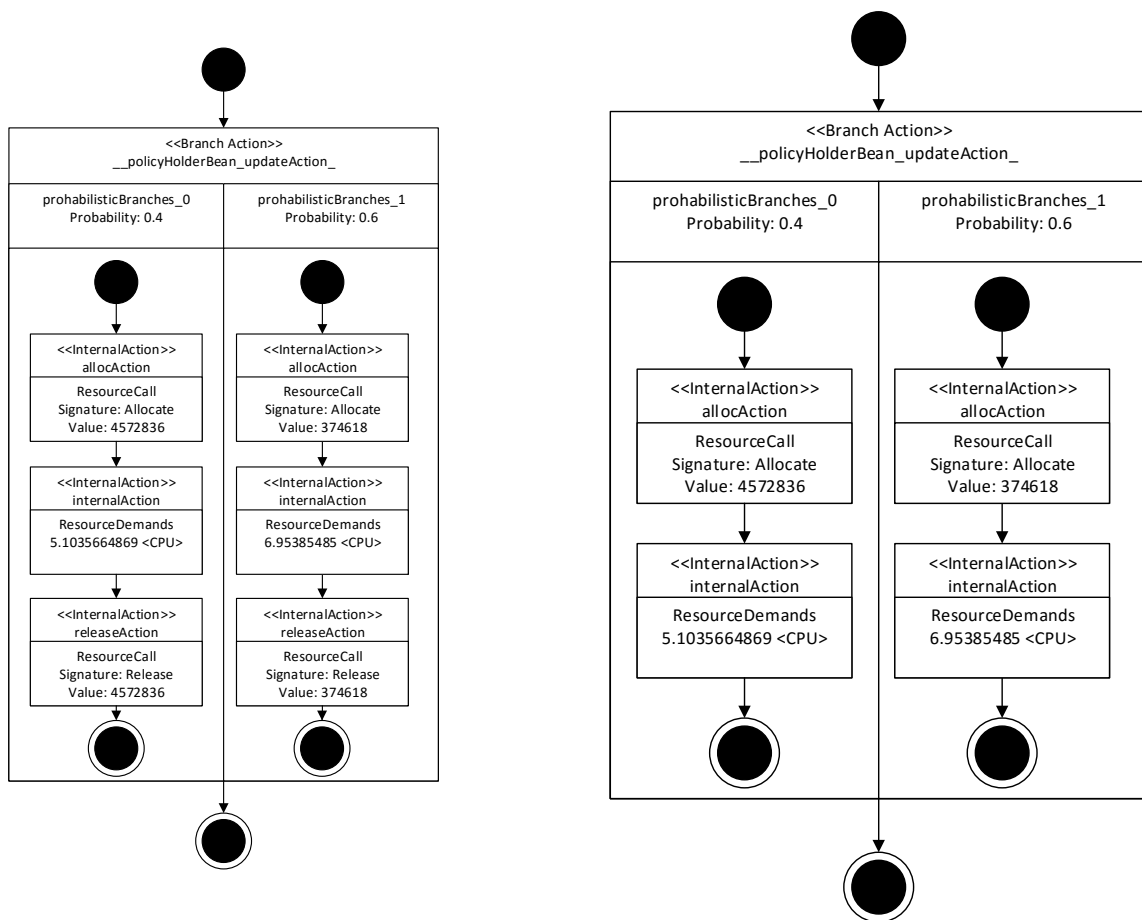 <<Branch Action>>
__policyHolderBean_updateAction_
prohabilisticBranches_0
Probability: 0.4
prohabilisticBranches_1
Probability: 0.6
<<InternalAction>>
allocAction
ResourceCall
Signature: Allocate
Value: 4572836
<<InternalAction>>
internalAction
ResourceDemands
5.1035664869 <CPU>
<<InternalAction>>
releaseAction
ResourceCall
Signature: Release
Value: 4572836
<<InternalAction>>
allocAction
ResourceCall
Signature: Allocate
Value: 374618
<<InternalAction>>
internalAction
ResourceDemands
6.95385485 <CPU>
<<InternalAction>>
releaseAction
ResourceCall
Signature: Release
Value: 374618
<<Branch Action>>
__policyHolderBean_updateAction_
prohabilisticBranches_0
Probability: 0.4
prohabilisticBranches_1
Probability: 0.6
<<InternalAction>>
allocAction
ResourceCall
Signature: Allocate
Value: 4572836
<<InternalAction>>
internalAction
ResourceDemands
5.1035664869 <CPU>
<<InternalAction>>
allocAction
ResourceCall
Signature: Allocate
Value: 374618
<<InternalAction>>
internalAction
ResourceDemands
6.95385485 <CPU>